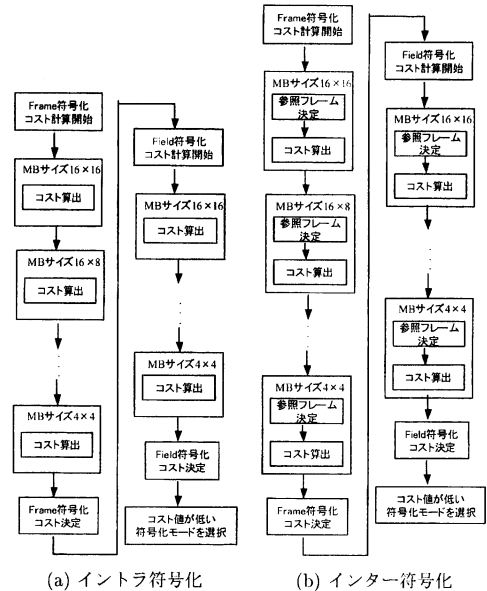 Frame符号化
コスト計算開始
MBサイズ16×16
コスト算出
MBサイズ16×8
コスト算出
MBサイズ4×4
コスト算出
Frame符号化
コスト決定
Field符号化
コスト計算開始
MBサイズ16×16
コスト算出
MBサイズ4×4
コスト算出
Field符号化
コスト決定
コスト値が低い
符号化モードを選択
(a) イントラ符号化
Frame符号化
コスト計算開始
MBサイズ16×16
参照フレーム
決定
コスト算出
MBサイズ16×8
参照フレーム
決定
コスト算出
MBサイズ4×4
参照フレーム
決定
コスト算出
Frame符号化
コスト決定
Field符号化
コスト計算開始
MBサイズ16×16
参照フレーム
決定
コスト算出
MBサイズ4×4
参照フレーム
決定
コスト算出
Field符号化
コスト決定
コスト値が低い
符号化モードを選択
(b) インター符号化